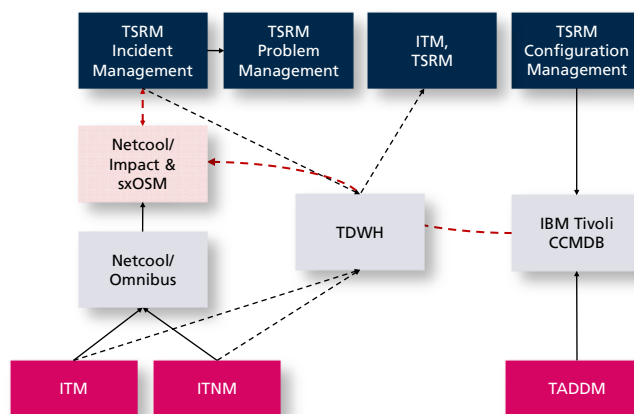 TSRM
Incident
Management
TSRM
Problem
Management
ITM,
TSRM
TSRM
Configuration
Management
Netcool/
Impact &
sxOSM
TDWH
IBM Tivoli
CCMDB
Netcool/
Omnibus
ITM
ITNM
TADDM